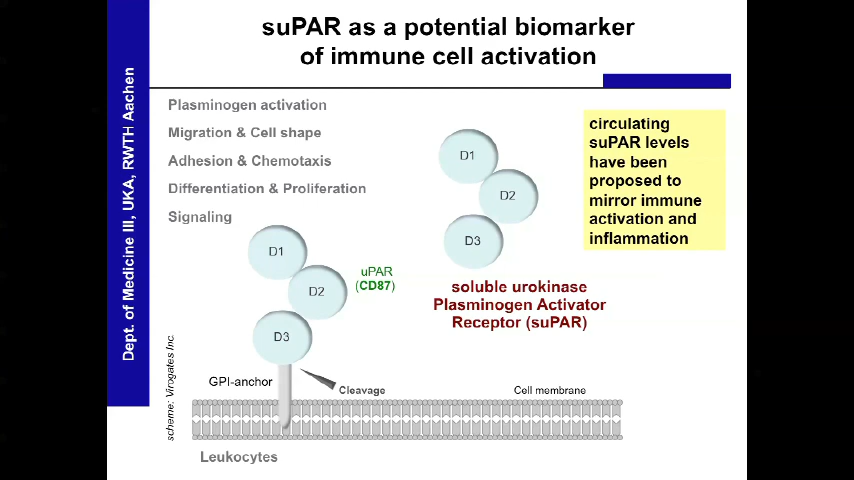 suPAR as a potential biomarker
of immune cell activation
Dept. of Medicine III, UKA, RWTH Aachen
Plasminogen activation
Migration & Cell shape
Adhesion & Chemotaxis
Differentiation & Proliferation
Signaling
D1
D2
D3
uPAR
(CD87)
GPI-anchor
Cleavage
Cell membrane
Leukocytes
scheme: Virogates Inc.
D1
D2
D3
soluble urokinase
Plasminogen Activator
Receptor (suPAR)
circulating
suPAR levels
have been
proposed to
mirror immune
activation and
inflammation